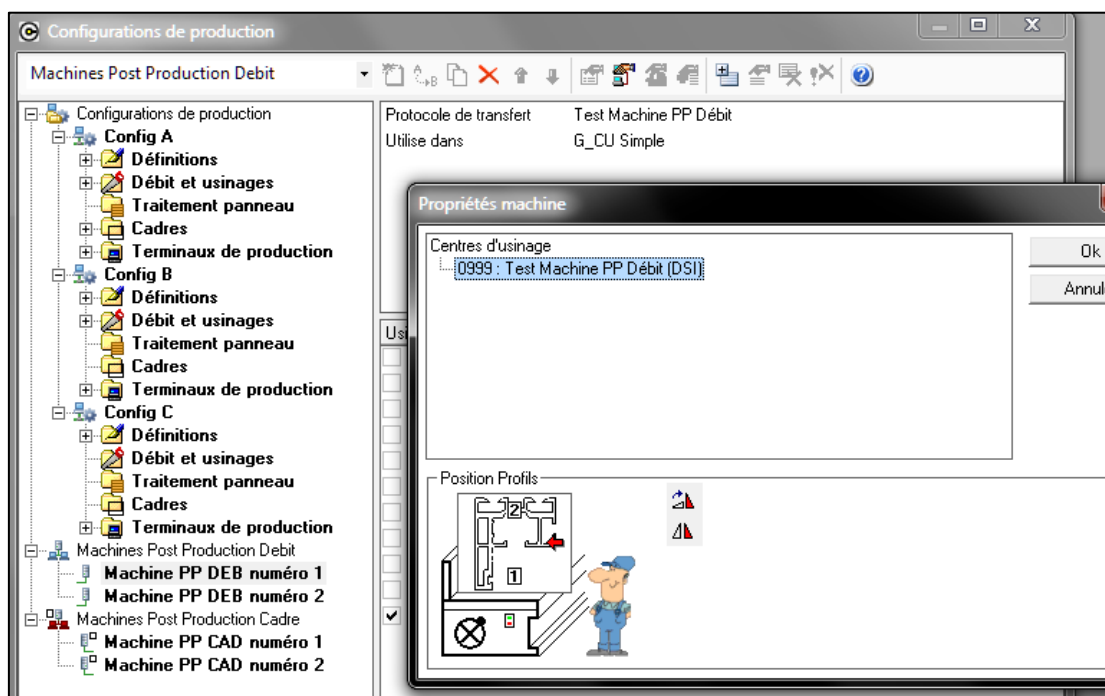 Configurations de production
Machines Post Production Debit
Configurations de production
Config A
Définitions
Débit et usinages
Traitement panneau
Cadres
Terminaux de production
Config B
Définitions
Débit et usinages
Traitement panneau
Cadres
Terminaux de production
Config C
Définitions
Débit et usinages
Traitement panneau
Cadres
Terminaux de production
Machines Post Production Debit
Machine PP DEB numéro 1
Machine PP DEB numéro 2
Machines Post Production Cadre
Machine PP CAD numéro 1
Machine PP CAD numéro 2
Protocole de transfert Test Machine PP Débit
Utilise dans G_CU Simple
Usi
Propriétés machine
Centres d'usinage
0999 : Test Machine PP Débit (DSI)
Ok
Annul
Position Profils
2
1